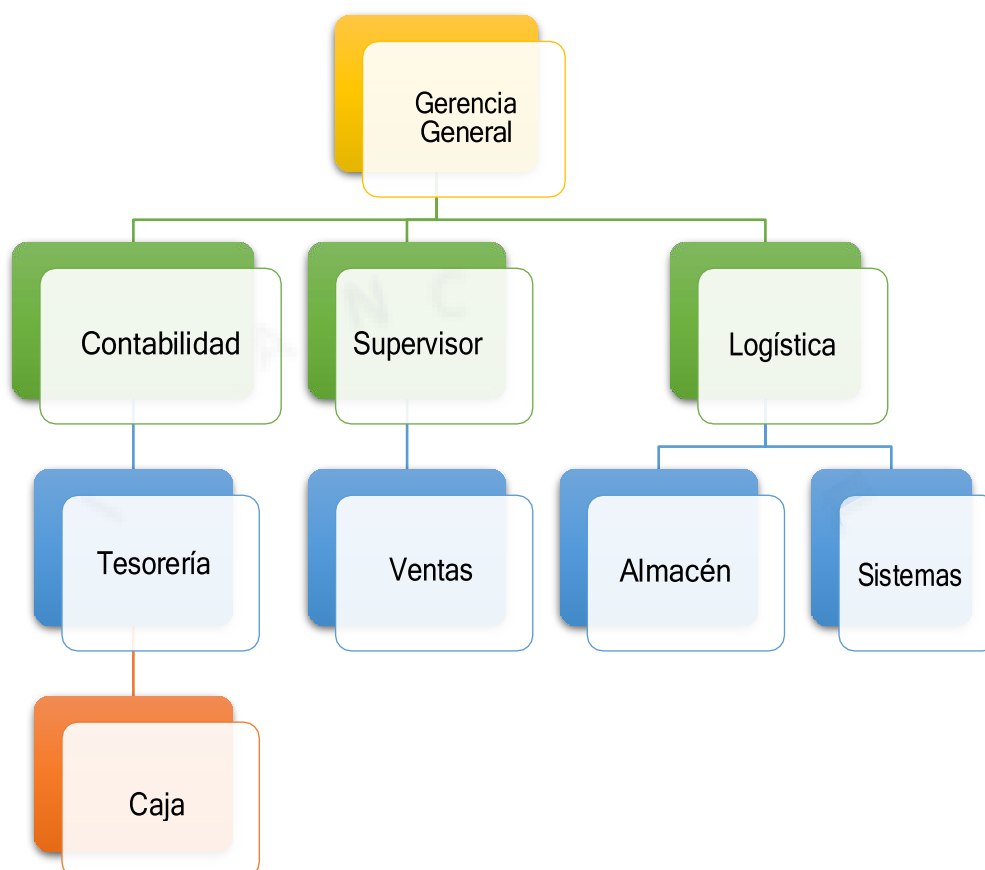 Gerencia
General
Contabilidad
Supervisor
Logística
Tesorería
Ventas
Almacén
Sistemas
Caja